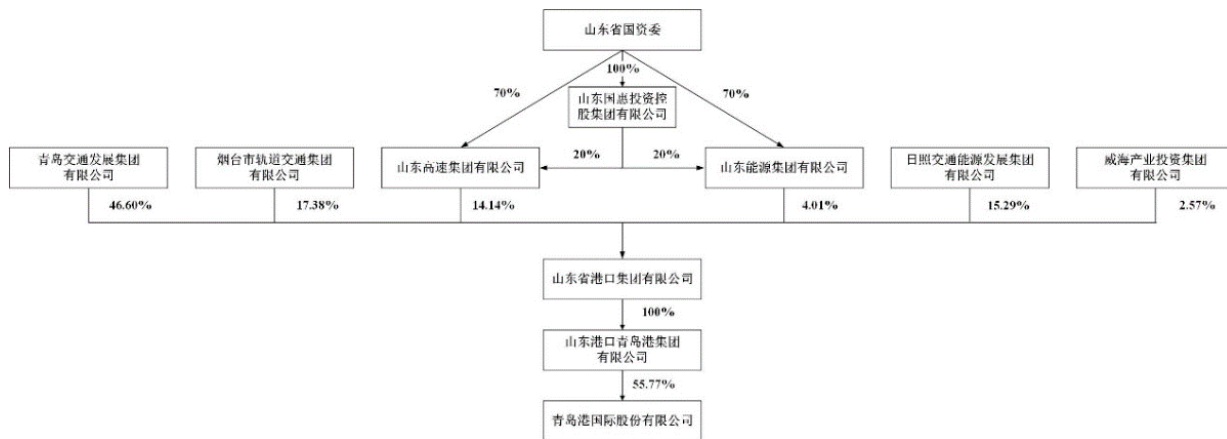 山东省国资委
100%
70%
70%
山东国惠投资控
股集团有限公司
20%
20%
青岛交通发展集团
有限公司
烟台市轨道交通集团
有限公司
山东高速集团有限公司
山东能源集团有限公司
日照交通能源发展集团
有限公司
威海产业投资集团
有限公司
46.60%
17.38%
14.14%
4.01%
15.29%
2.57%
山东省港口集团有限公司
100%
山东港口青岛港集团
有限公司
55.77%
青岛港国际股份有限公司